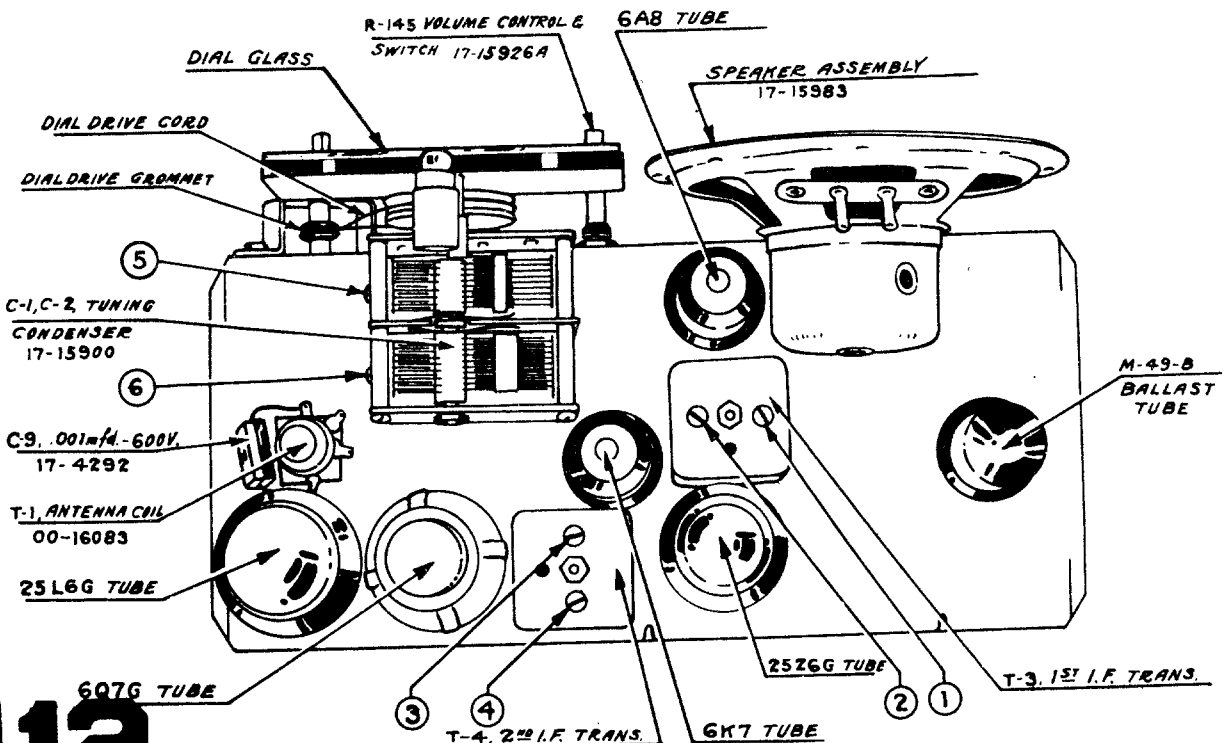 R-145 VOLUME CONTROL &
SWITCH 17-15926A
6A8 TUBE
DIAL GLASS
SPEAKER ASSEMBLY
17-15983
DIAL DRIVE CORD
DIAL DRIVE GROMMET
5
C-1, C-2, TUNING
CONDENSER
17-15900
6
M-49-B
BALLAST
TUBE
C-9, .001mfd.-600V.
17-4292
T-1, ANTENNA COIL
00-16083
25L6G TUBE
6Q7G TUBE
3
4
T-4, 2ND I.F. TRANS.
6K7 TUBE
25Z6G TUBE
2
1
T-3, 1ST I.F. TRANS.